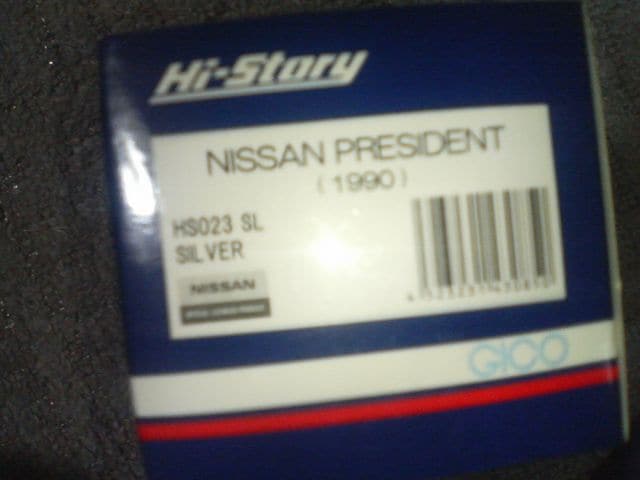 Hi-Story
NISSAN PRESIDENT
(1990)
HS023 SL
SILVER
NISSAN
GICO